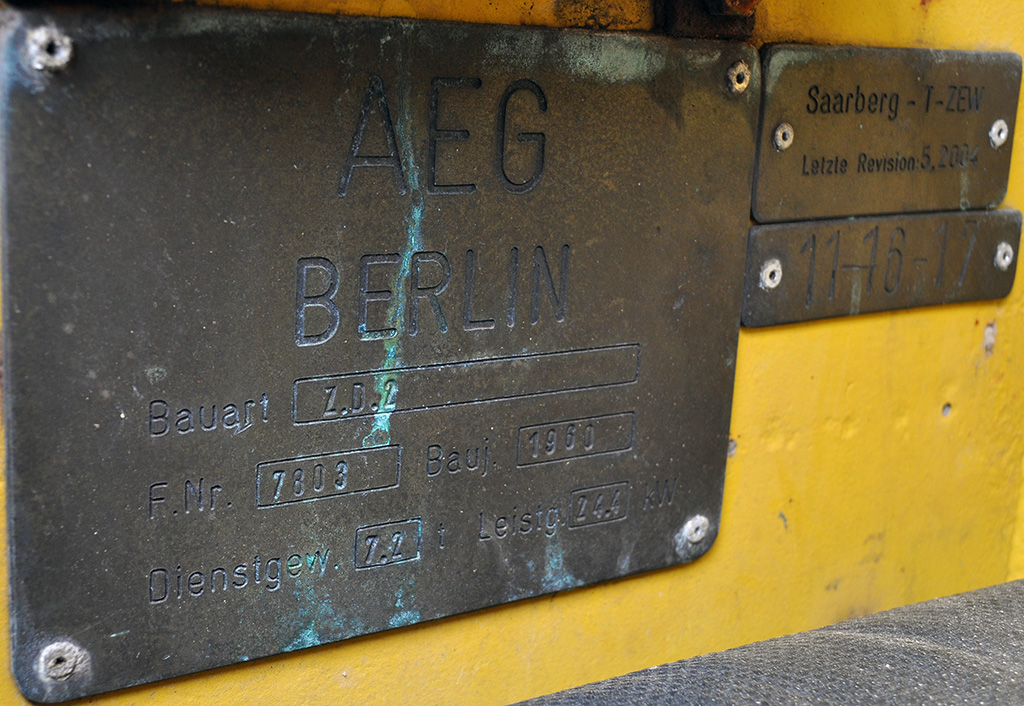 AEG
BERLIN
Bauart Z.D.2
F.Nr. 7803 Bauj. 1960
Dienstgew. 7.2 t Leistg. 24.4 kW
Saarberg - T-ZEW
Letzte Revision: 5, 2004
11-16-17